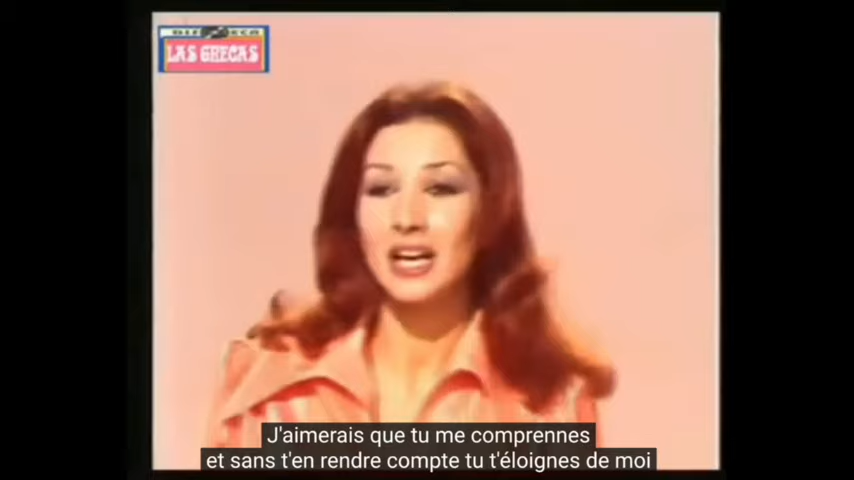 LAS GRECAS
J'aimerais que tu me comprennes
et sans t'en rendre compte tu t'éloignes de moi